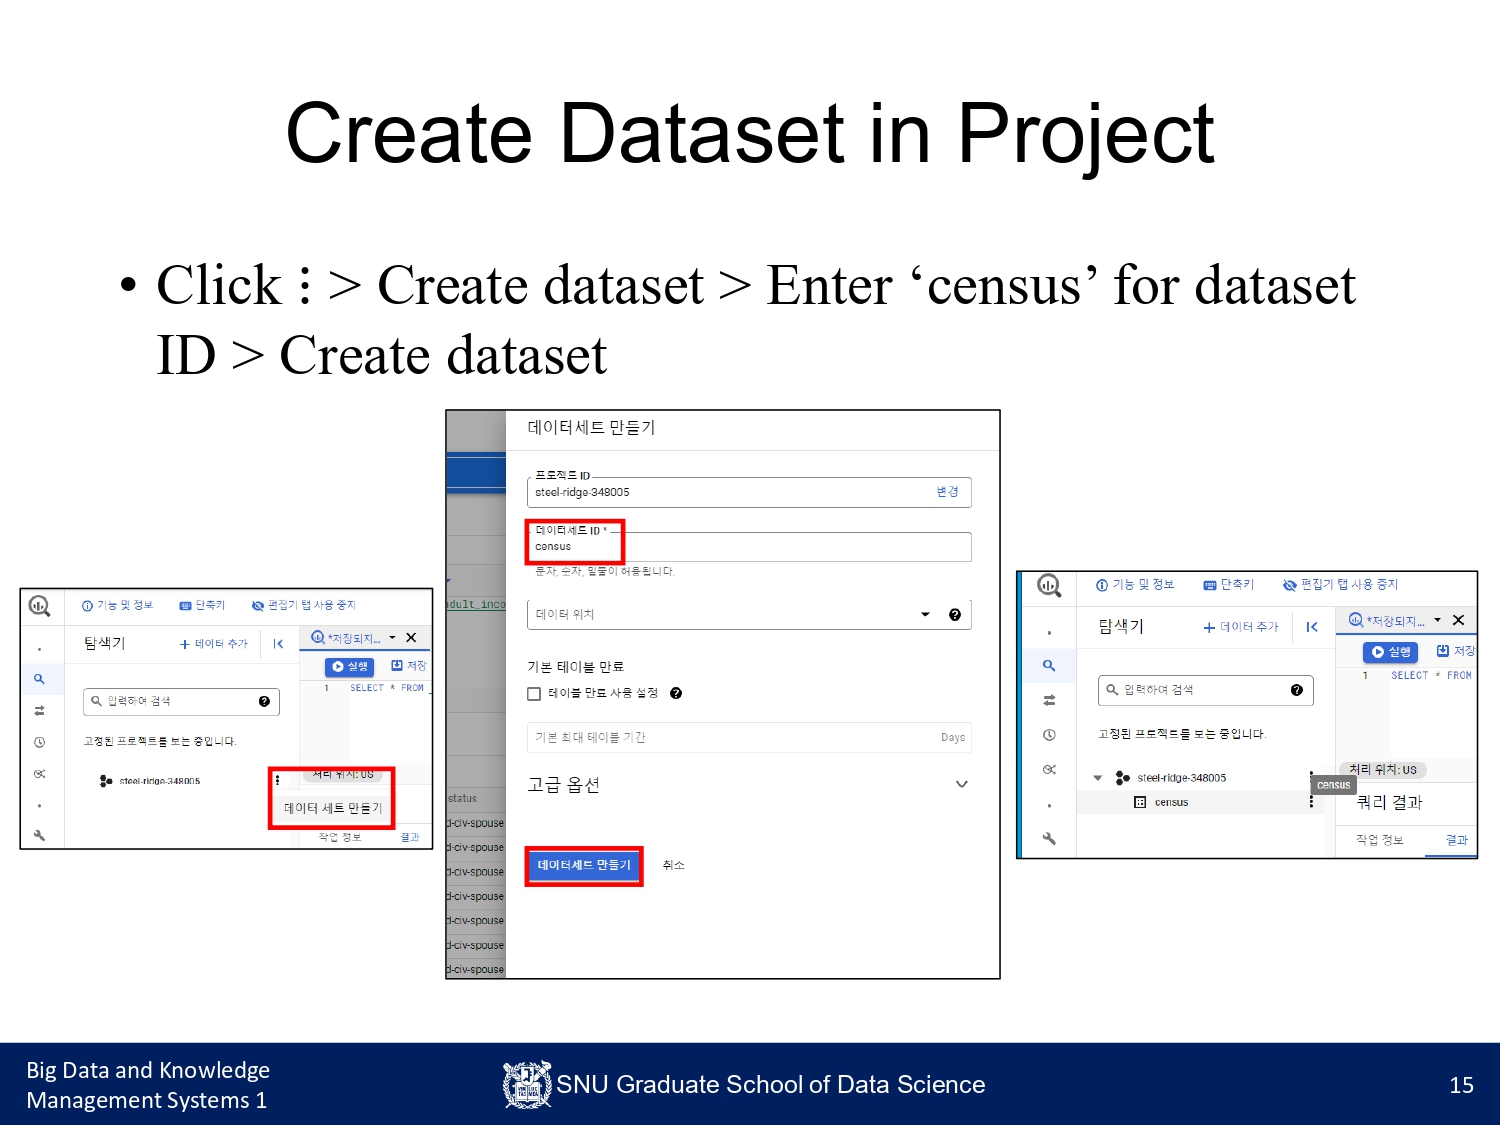 Create Dataset in Project
• Click ⋮ > Create dataset > Enter ‘census’ for dataset
ID > Create dataset
기능 및 정보 단축키 편집기 탭 사용 중지
탐색기 + 데이터 추가 *저장되지...
실행 저장
1 SELECT * FROM
입력하여 검색
고정된 프로젝트를 보는 중입니다.
steel-ridge-348005
처리 위치: US
데이터 세트 만들기
작업 정보 결과
데이터세트 만들기
프로젝트 ID
steel-ridge-348005 변경
데이터세트 ID *
census
문자, 숫자, 밑줄이 허용됩니다.
데이터 위치
기본 테이블 만료
테이블 만료 사용 설정
기본 최대 테이블 기간 Days
고급 옵션
데이터세트 만들기 취소
adult_inco
status
d-civ-spouse
d-civ-spouse
d-civ-spouse
d-civ-spouse
d-civ-spouse
d-civ-spouse
d-civ-spouse
기능 및 정보 단축키 편집기 탭 사용 중지
탐색기 + 데이터 추가 *저장되지...
실행 저장
1 SELECT * FROM
입력하여 검색
고정된 프로젝트를 보는 중입니다.
처리 위치: US
steel-ridge-348005
census
census
쿼리 결과
작업 정보 결과
Big Data and Knowledge
Management Systems 1
SNU Graduate School of Data Science
15